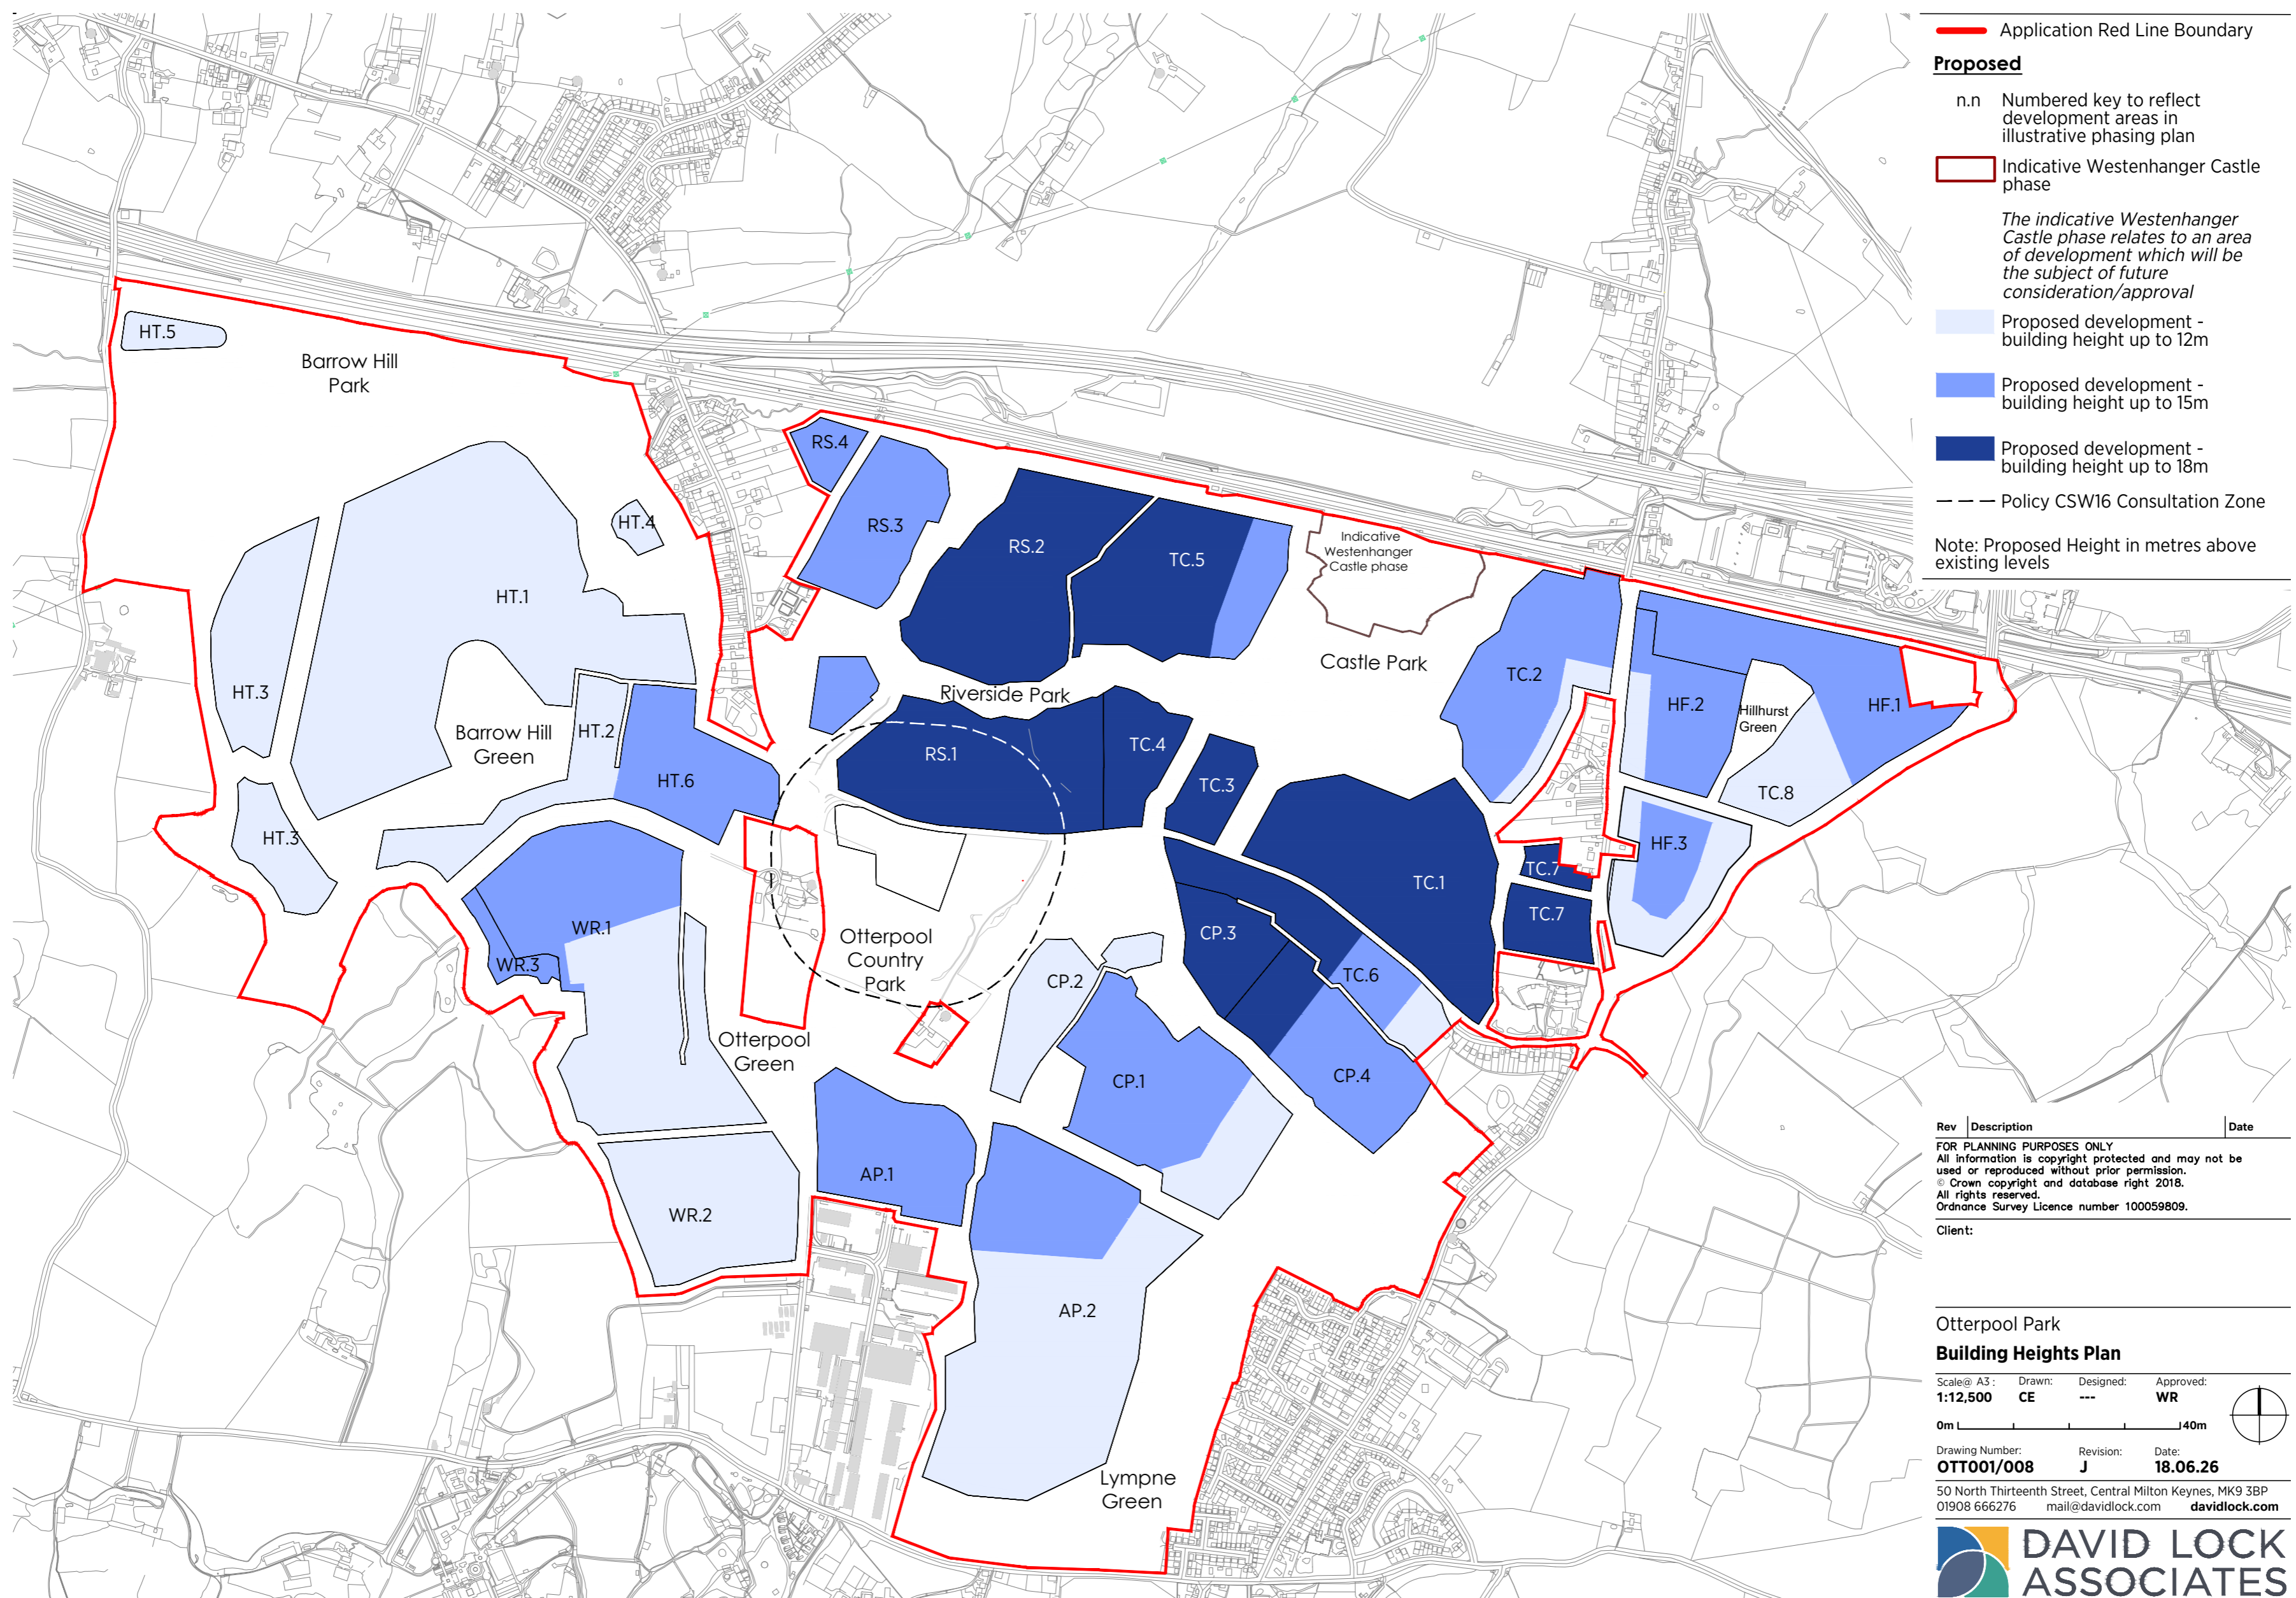 Application Red Line Boundary
Proposed
n.n Numbered key to reflect
development areas in
illustrative phasing plan
Indicative Westenhanger Castle
phase
The indicative Westenhanger
Castle phase relates to an area
of development which will be
the subject of future
consideration/approval
Proposed development -
building height up to 12m
Proposed development -
building height up to 15m
Proposed development -
building height up to 18m
Policy CSW16 Consultation Zone
Note: Proposed Height in metres above
existing levels
HT.5
Barrow Hill
Park
RS.4
RS.3
HT.4
RS.2
TC.5
Indicative
Westenhanger
Castle phase
HT.1
Castle Park
TC.2
HT.3
Riverside Park
HF.2
Hillhurst
Green
HF.1
Barrow Hill
Green
HT.2
HT.6
RS.1
TC.4
TC.3
TC.8
HT.3
HF.3
TC.7
TC.1
TC.7
WR.1
WR.3
CP.3
Otterpool
Country
Park
CP.2
TC.6
Otterpool
Green
CP.1
CP.4
AP.1
WR.2
AP.2
Lympne
Green
Rev Description Date
FOR PLANNING PURPOSES ONLY
All information is copyright protected and may not be
used or reproduced without prior permission.
© Crown copyright and database right 2018.
All rights reserved.
Ordnance Survey Licence number 100059809.
Client:
Otterpool Park
Building Heights Plan
Scale@ A3 : Drawn: Designed: Approved:
1:12,500 CE --- WR
0m 40m
Drawing Number: Revision: Date:
OTT001/008 J 18.06.26
50 North Thirteenth Street, Central Milton Keynes, MK9 3BP
01908 666276 mail@davidlock.com davidlock.com
DAVID LOCK
ASSOCIATES